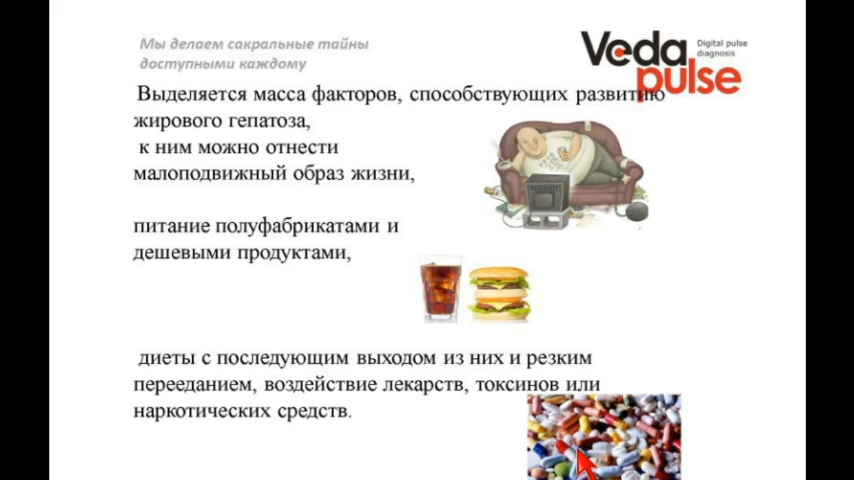 Мы делаем сакральные тайны
доступными каждому
Veda
pulse
Digital pulse
diagnosis
Выделяется масса факторов, способствующих развитию
жирового гепатоза,
к ним можно отнести
малоподвижный образ жизни,
питание полуфабрикатами и
дешевыми продуктами,
диеты с последующим выходом из них и резким
перееданием, воздействие лекарств, токсинов или
наркотических средств.